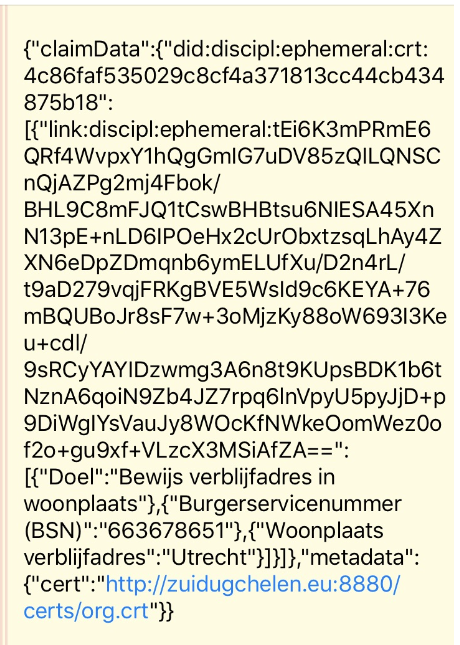 {"claimData":{"did:discipl:ephemeral:crt:
4c86faf535029c8cf4a371813cc44cb434
875b18":
[{"link:discipl:ephemeral:tEi6K3mPRmE6
QRf4WvpxY1hQgGmIG7uDV85zQILQNSC
nQjAZPg2mj4Fbok/
BHL9C8mFJQ1tCswBHBtsu6NIESA45Xn
N13pE+nLD6IPOeHx2cUrObxtzsqLhAy4Z
XN6eDpZDmqnb6ymELUfXu/D2n4rL/
t9aD279vqjFRKgBVE5WsId9c6KEYA+76
mBQUBoJr8sF7w+3oMjzKy88oW693I3Ke
u+cdl/
9sRCyYAYIDzwmg3A6n8t9KUpsBDK1b6t
NznA6qoiN9Zb4JZ7rpq6lnVpyU5pyJjD+p
9DiWgIYsVauJy8WOcKfNWkeOomWez0o
f2o+gu9xf+VLzcX3MSiAfZA==":
[{"Doel":"Bewijs verblijfadres in
woonplaats"},{"Burgerservicenummer
(BSN)":"663678651"},{"Woonplaats
verblijfadres":"Utrecht"}]}]},"metadata":
{"cert":"http://zuidugchelen.eu:8880/
certs/org.crt"}}